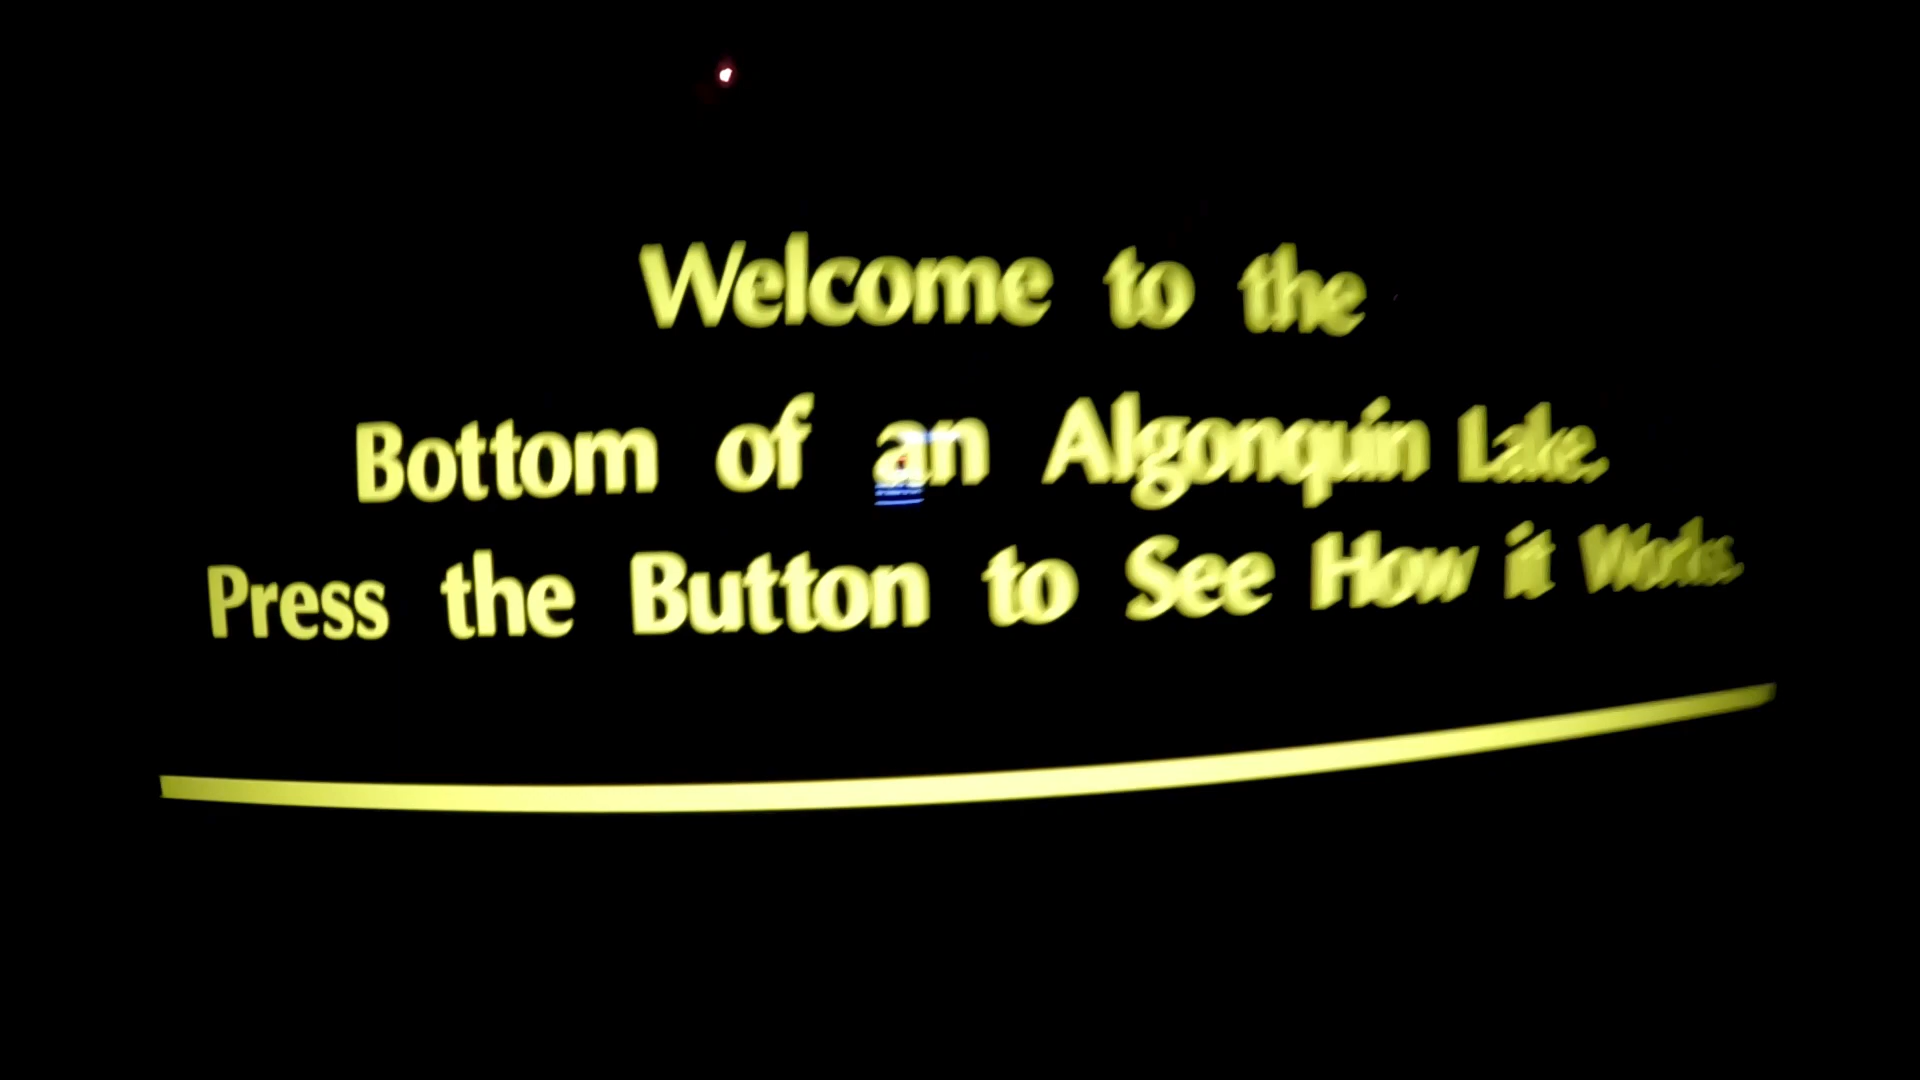 Welcome to the
Bottom of an Algonquin Lake.
Press the Button to See How it Works.